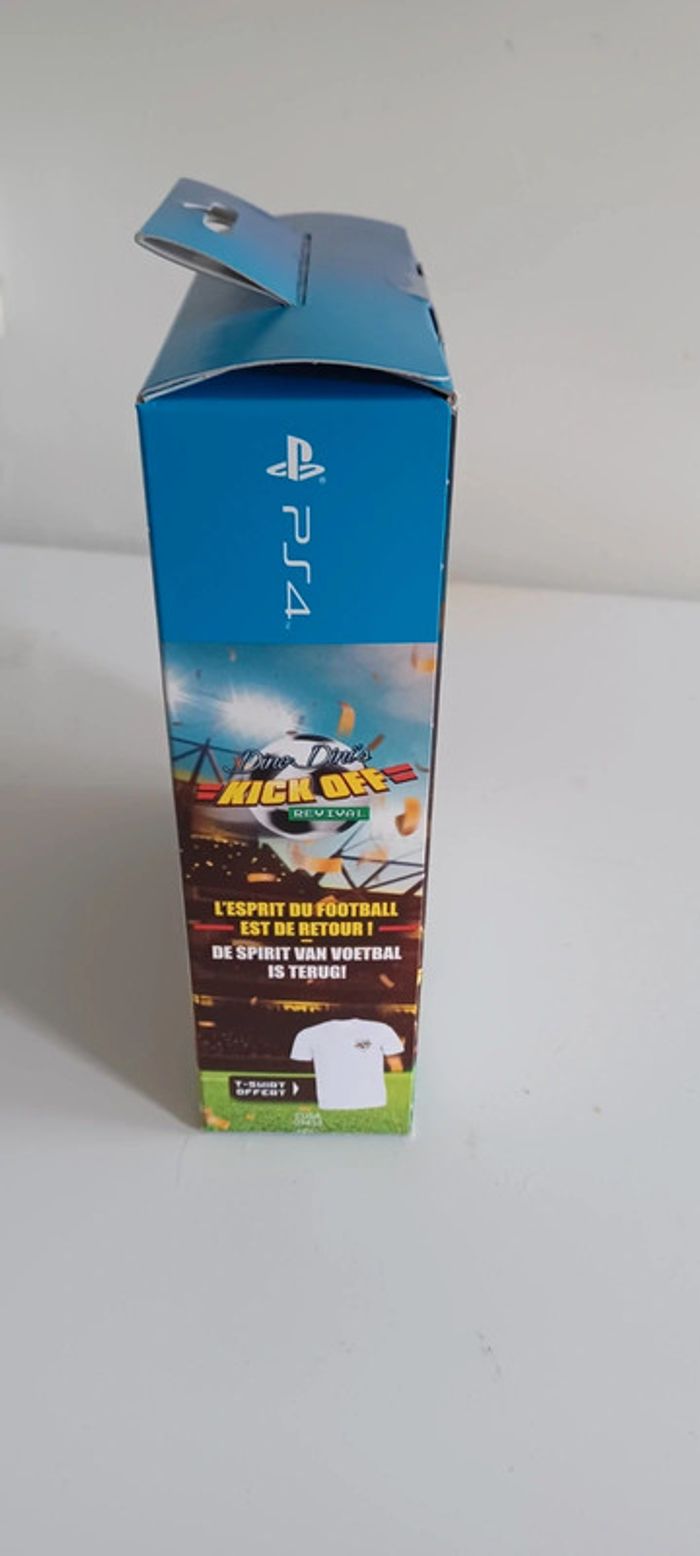 PS4
Dino Dini's
KICK OFF
REVIVAL
L'ESPRIT DU FOOTBALL
EST DE RETOUR !
DE SPIRIT VAN VOETBAL
IS TERUG!
T-SHIRT
OFFERT